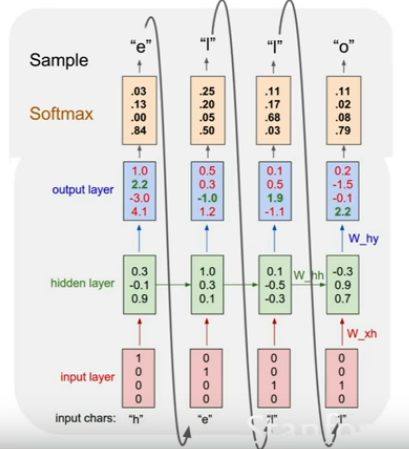 "e" "l" "l" "o"
Sample
Softmax
.03 .25 .11 .11
.13 .20 .17 .02
.00 .05 .68 .08
.84 .50 .03 .79
output layer
1.0 0.5 0.1 0.2
2.2 0.3 0.5 -1.5
-3.0 -1.0 1.9 -0.1
4.1 1.2 -1.1 2.2
W_hy
hidden layer
0.3 1.0 0.1 -0.3
-0.1 0.3 -0.5 0.9
0.9 0.1 -0.3 0.7
W_hh
W_xh
input layer
1 0 0 0
0 1 0 0
0 0 1 1
0 0 0 0
input chars: "h" "e" "l" "l"